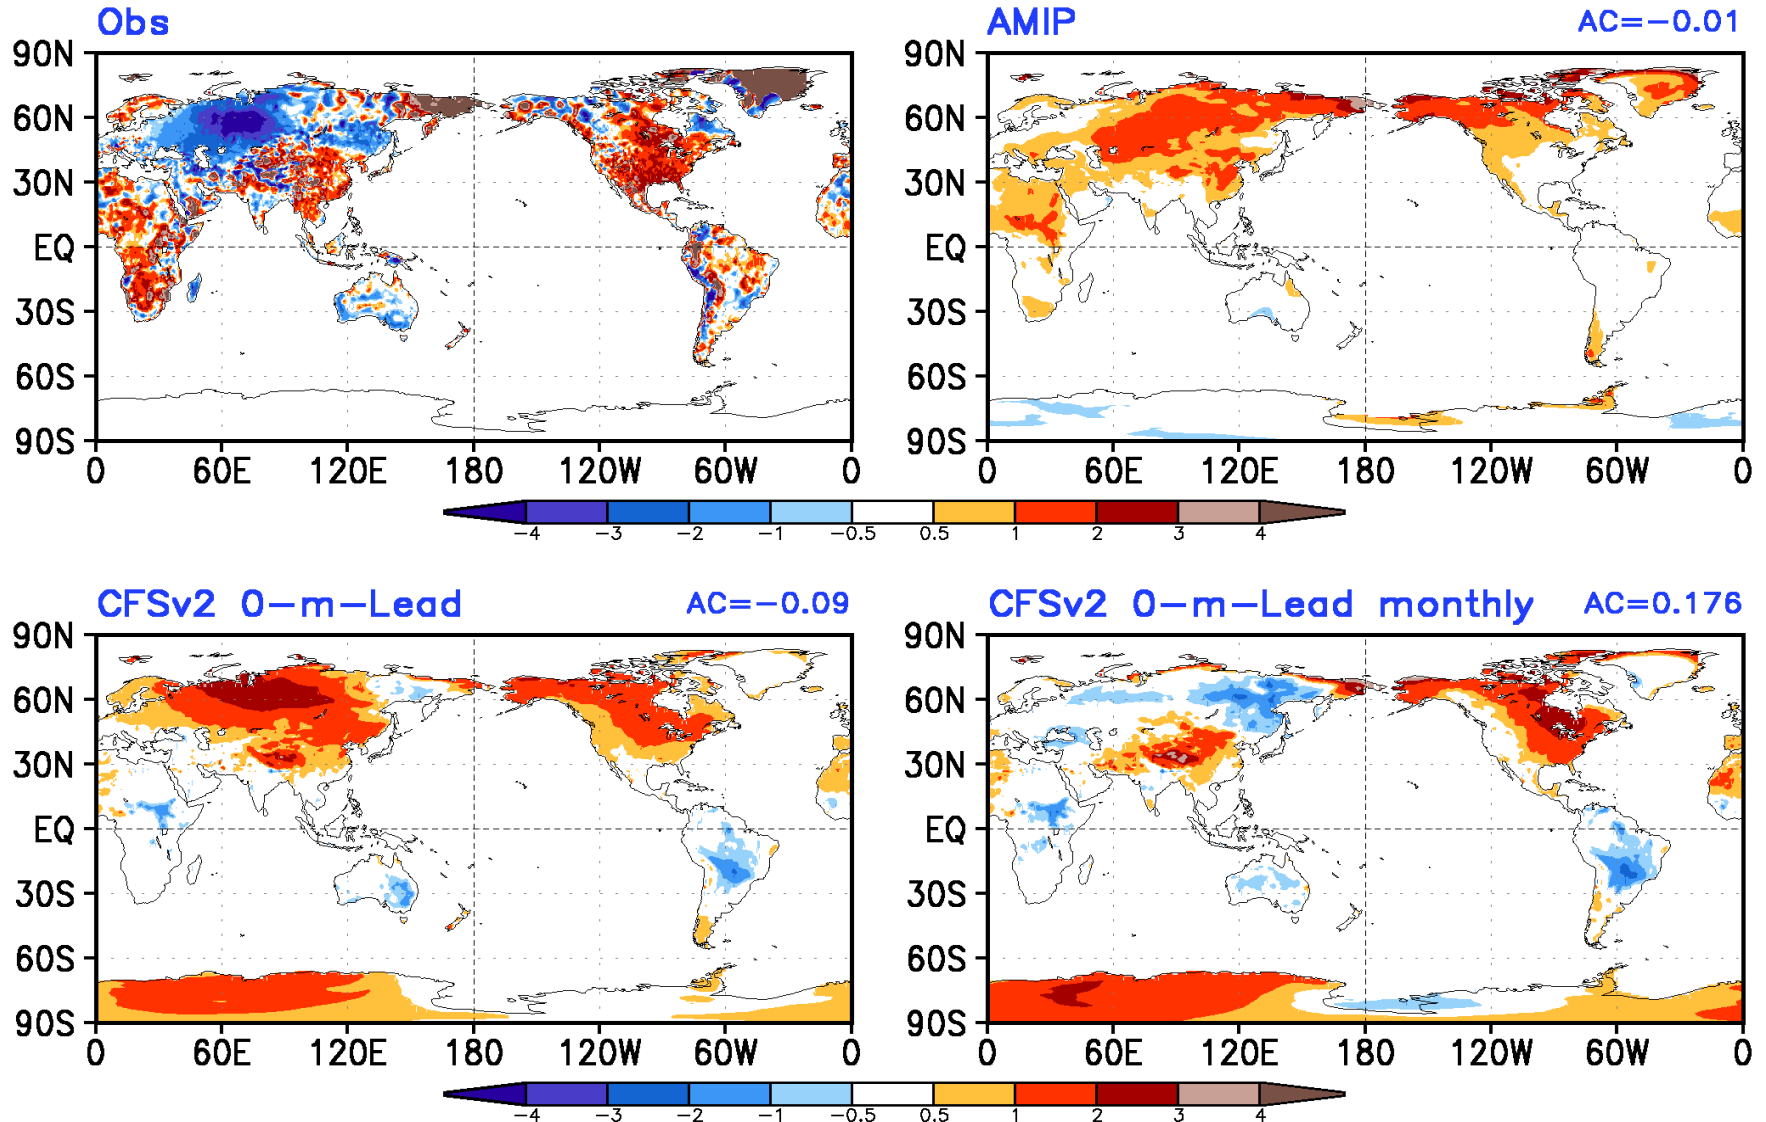 Obs
AMIP AC=-0.01
90N 90N
60N 60N
30N 30N
EQ EQ
30S 30S
60S 60S
90S 90S
0 60E 120E 180 120W 60W 0 0 60E 120E 180 120W 60W 0
-4 -3 -2 -1 -0.5 0.5 1 2 3 4
CFSv2 0-m-Lead AC=-0.09
CFSv2 0-m-Lead monthly AC=0.176
90N 90N
60N 60N
30N 30N
EQ EQ
30S 30S
60S 60S
90S 90S
0 60E 120E 180 120W 60W 0 0 60E 120E 180 120W 60W 0
-4 -3 -2 -1 -0.5 0.5 1 2 3 4